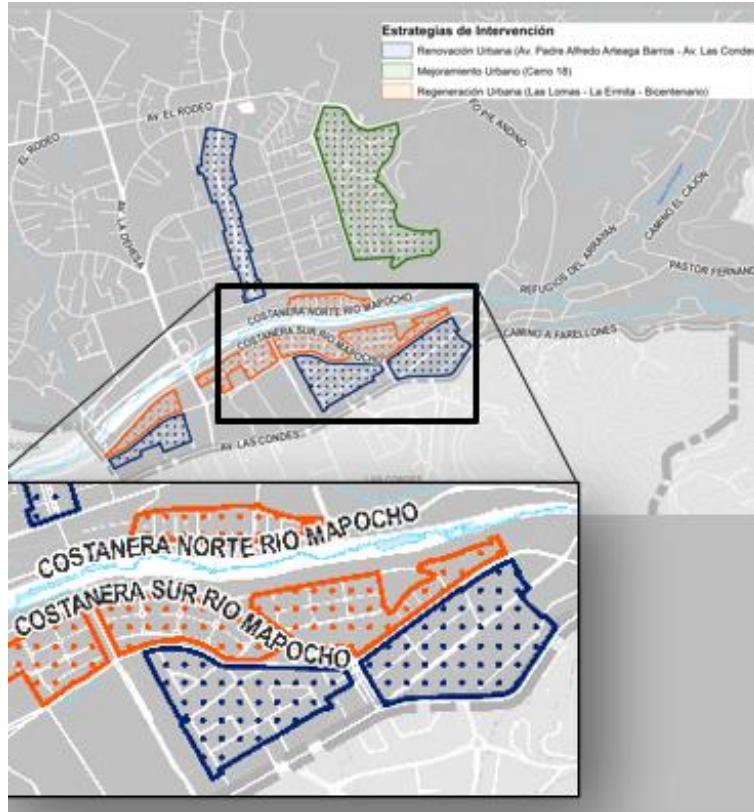 Estrategias de Intervención
Renovación Urbana (Av. Padre Alfredo Arteaga Barros - Av. Las Condes
Mejoramiento Urbano (Cerro 18)
Regeneración Urbana (Las Lomas - La Ermita - Bicentenario)
AV. EL RODEO
EL RODEO
PIE ANDINO
AV. LA DEHESA
CAMINO EL CAJÓN
REFUGIOS DEL ARRAYAN
PASTOR FERNAND
COSTANERA NORTE RIO MAPOCHO
COSTANERA SUR RIO MAPOCHO
CAMINO A FARELLONES
AV. LAS CONDES
LAS CONDES
COSTANERA NORTE RIO MAPOCHO
COSTANERA SUR RIO MAPOCHO